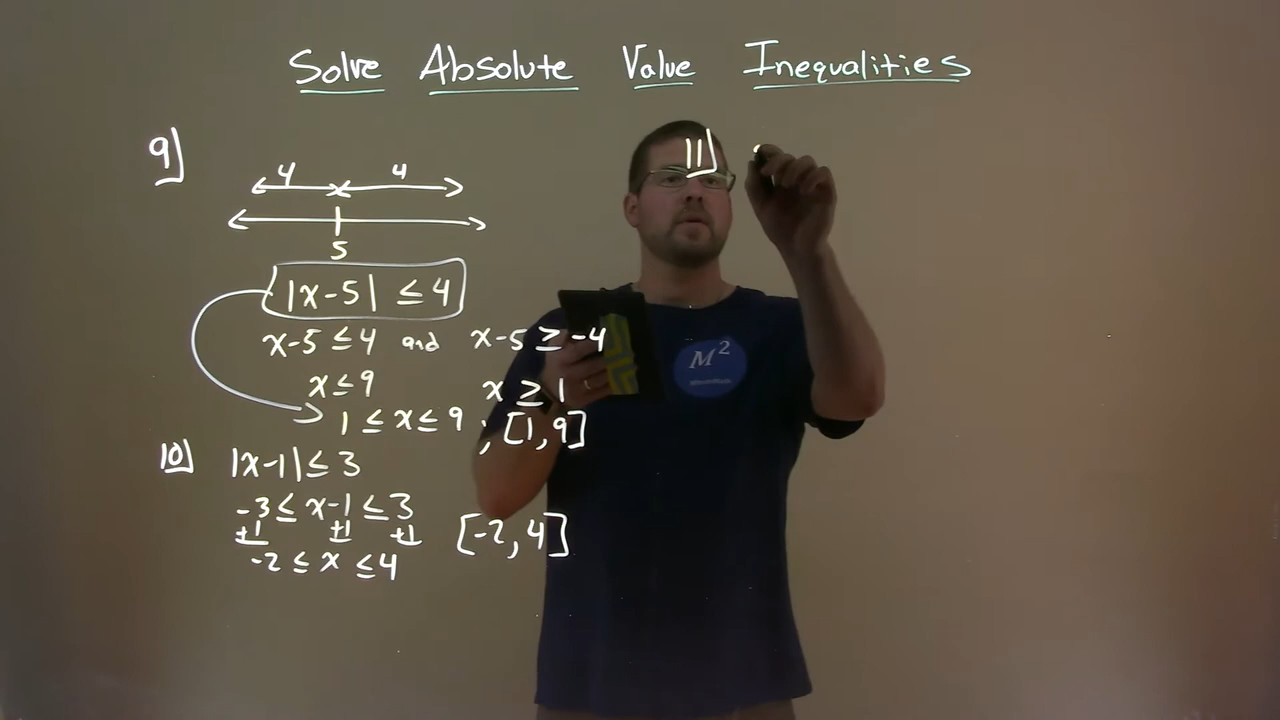 Solve Absolute Value Inequalities
9]
4 4
5
|x-5| ≤ 4
x-5 ≤ 4 and x-5 ≥ -4
x ≤ 9 x ≥ 1
1 ≤ x ≤ 9 ; [1,9]
10] |x-1| ≤ 3
-3 ≤ x-1 ≤ 3
+1 +1 +1
-2 ≤ x ≤ 4 [-2, 4]
11]
M²